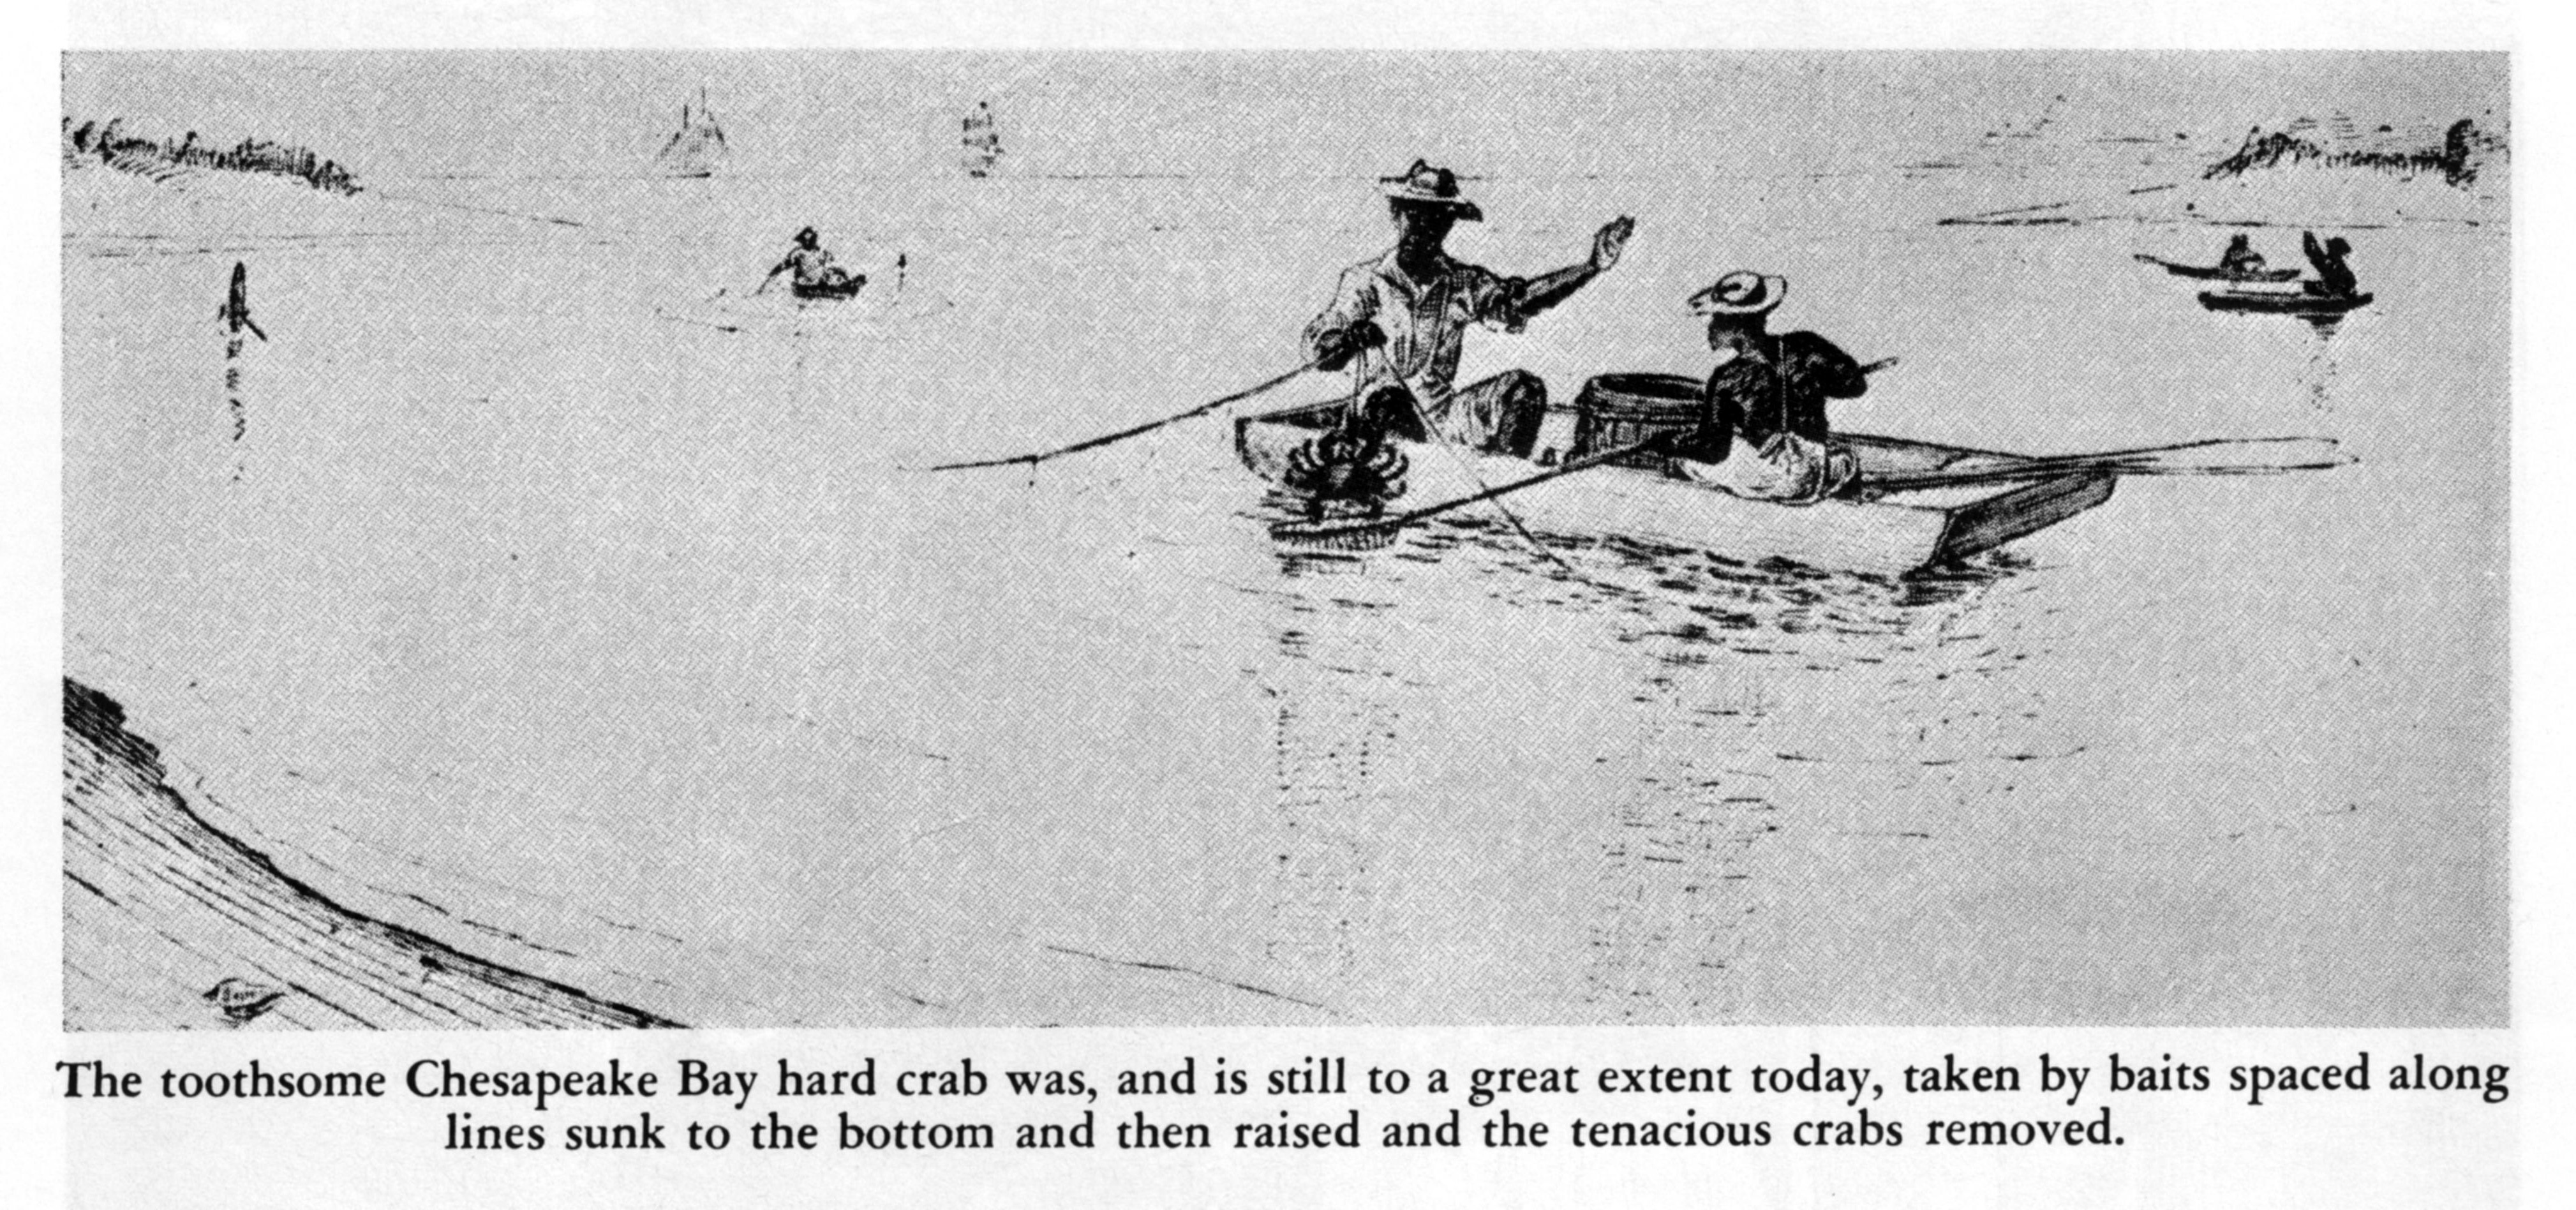 The toothsome Chesapeake Bay hard crab was, and is still to a great extent today, taken by baits spaced along
lines sunk to the bottom and then raised and the tenacious crabs removed.